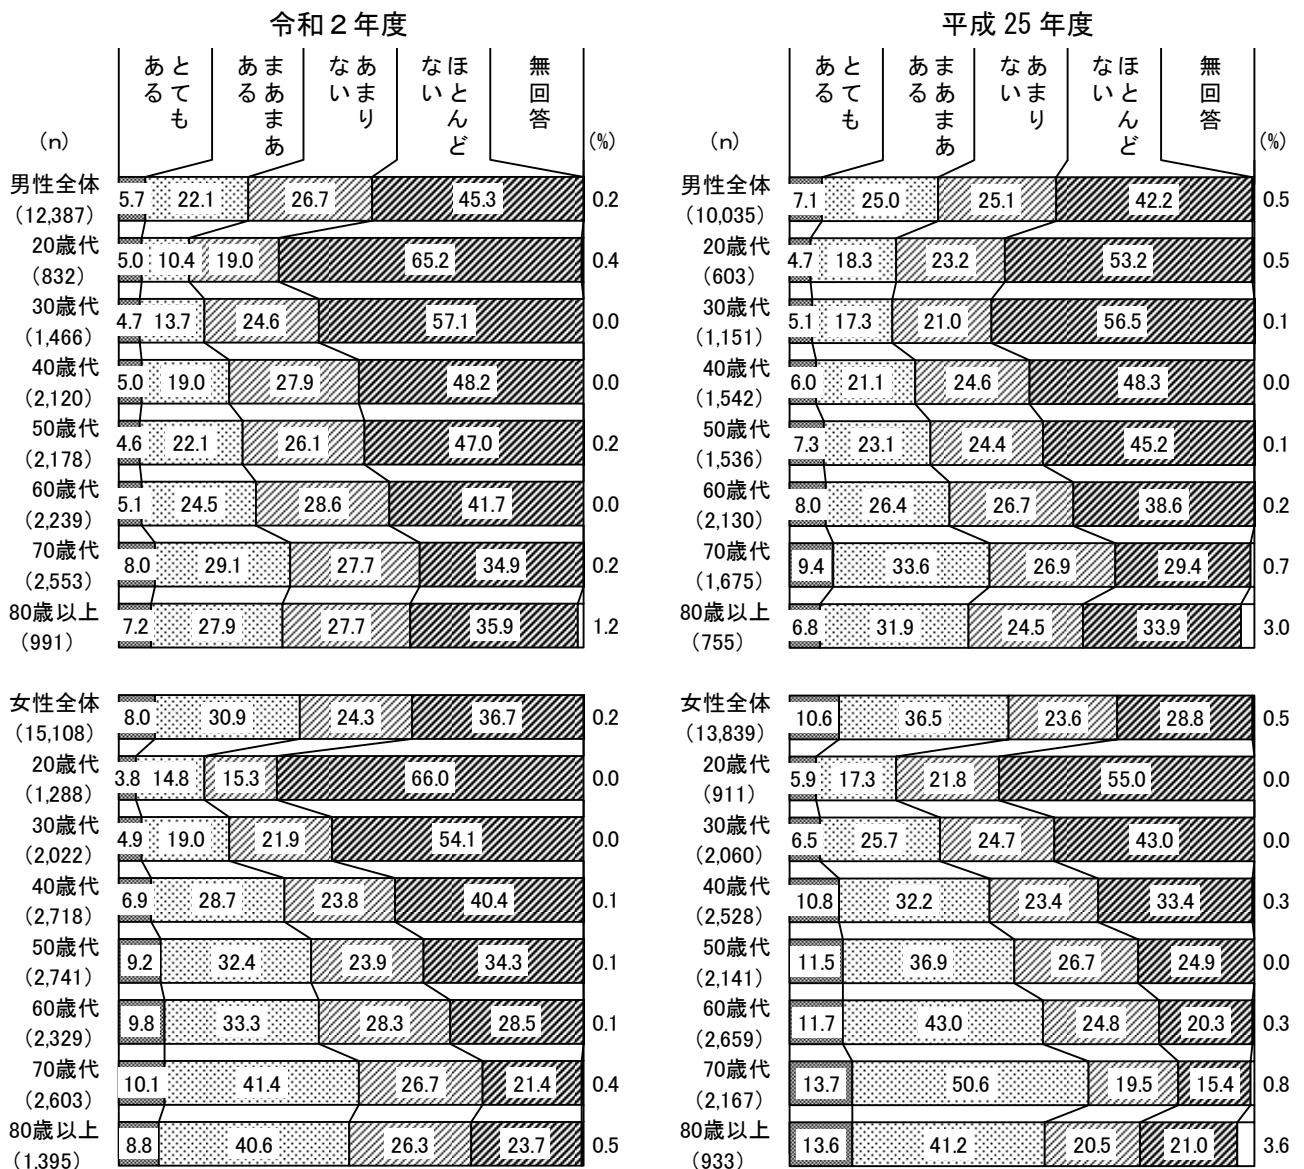 令和２年度
とても
ある
まあまあ
ある
あまり
ない
ほとんど
ない
無回答
(n)
(%)
男性全体
(12,387)
5.7 22.1 26.7 45.3 0.2
20歳代
(832)
5.0 10.4 19.0 65.2 0.4
30歳代
(1,466)
4.7 13.7 24.6 57.1 0.0
40歳代
(2,120)
5.0 19.0 27.9 48.2 0.0
50歳代
(2,178)
4.6 22.1 26.1 47.0 0.2
60歳代
(2,239)
5.1 24.5 28.6 41.7 0.0
70歳代
(2,553)
8.0 29.1 27.7 34.9 0.2
80歳以上
(991)
7.2 27.9 27.7 35.9 1.2
女性全体
(15,108)
8.0 30.9 24.3 36.7 0.2
20歳代
(1,288)
3.8 14.8 15.3 66.0 0.0
30歳代
(2,022)
4.9 19.0 21.9 54.1 0.0
40歳代
(2,718)
6.9 28.7 23.8 40.4 0.1
50歳代
(2,741)
9.2 32.4 23.9 34.3 0.1
60歳代
(2,329)
9.8 33.3 28.3 28.5 0.1
70歳代
(2,603)
10.1 41.4 26.7 21.4 0.4
80歳以上
(1,395)
8.8 40.6 26.3 23.7 0.5
平成 25 年度
とても
ある
まあまあ
ある
あまり
ない
ほとんど
ない
無回答
(n)
(%)
男性全体
(10,035)
7.1 25.0 25.1 42.2 0.5
20歳代
(603)
4.7 18.3 23.2 53.2 0.5
30歳代
(1,151)
5.1 17.3 21.0 56.5 0.1
40歳代
(1,542)
6.0 21.1 24.6 48.3 0.0
50歳代
(1,536)
7.3 23.1 24.4 45.2 0.1
60歳代
(2,130)
8.0 26.4 26.7 38.6 0.2
70歳代
(1,675)
9.4 33.6 26.9 29.4 0.7
80歳以上
(755)
6.8 31.9 24.5 33.9 3.0
女性全体
(13,839)
10.6 36.5 23.6 28.8 0.5
20歳代
(911)
5.9 17.3 21.8 55.0 0.0
30歳代
(2,060)
6.5 25.7 24.7 43.0 0.0
40歳代
(2,528)
10.8 32.2 23.4 33.4 0.3
50歳代
(2,141)
11.5 36.9 26.7 24.9 0.0
60歳代
(2,659)
11.7 43.0 24.8 20.3 0.3
70歳代
(2,167)
13.7 50.6 19.5 15.4 0.8
80歳以上
(933)
13.6 41.2 20.5 21.0 3.6